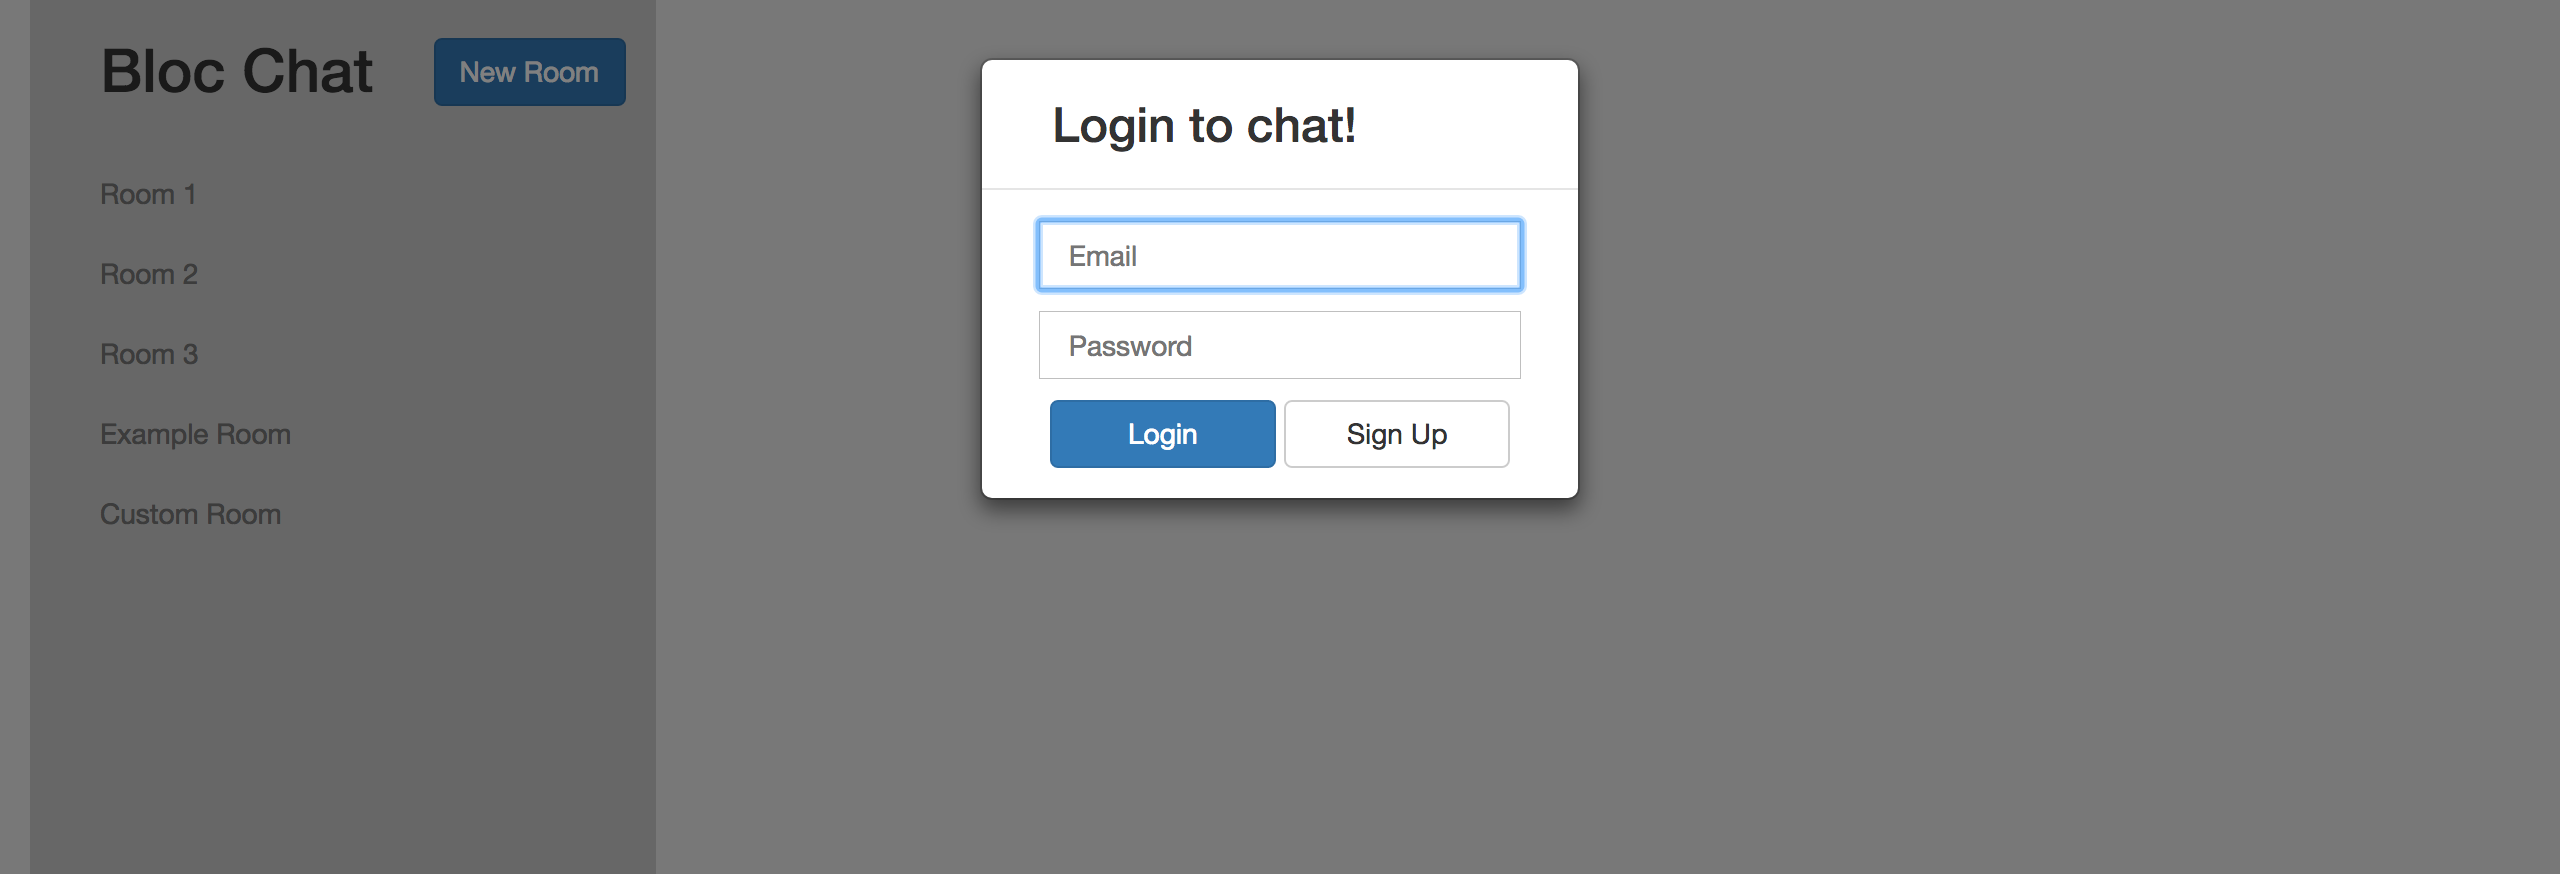 Bloc Chat
New Room
Room 1
Room 2
Room 3
Example Room
Custom Room
Login to chat!
Email
Password
Login
Sign Up